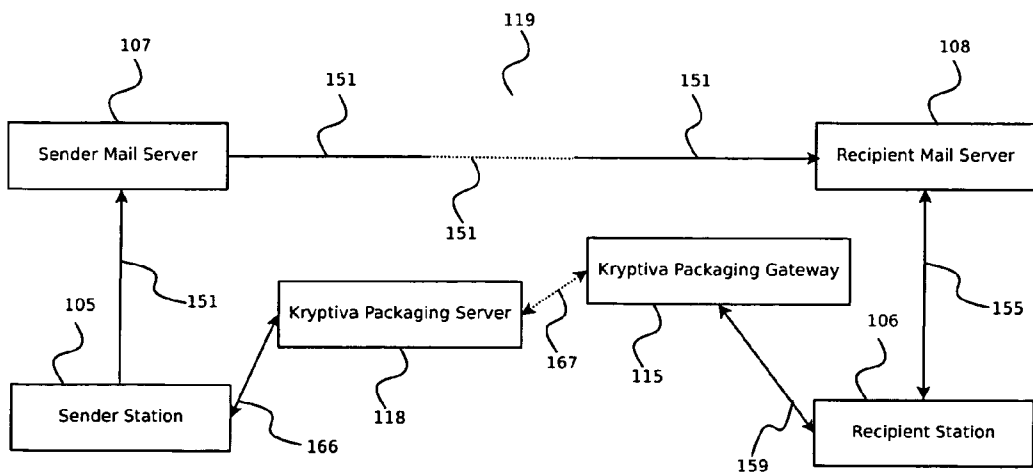 119
107
108
151
151
Sender Mail Server
Recipient Mail Server
151
Kryptiva Packaging Gateway
151
105
Kryptiva Packaging Server
155
167
106
115
Sender Station
118
Recipient Station
166
159